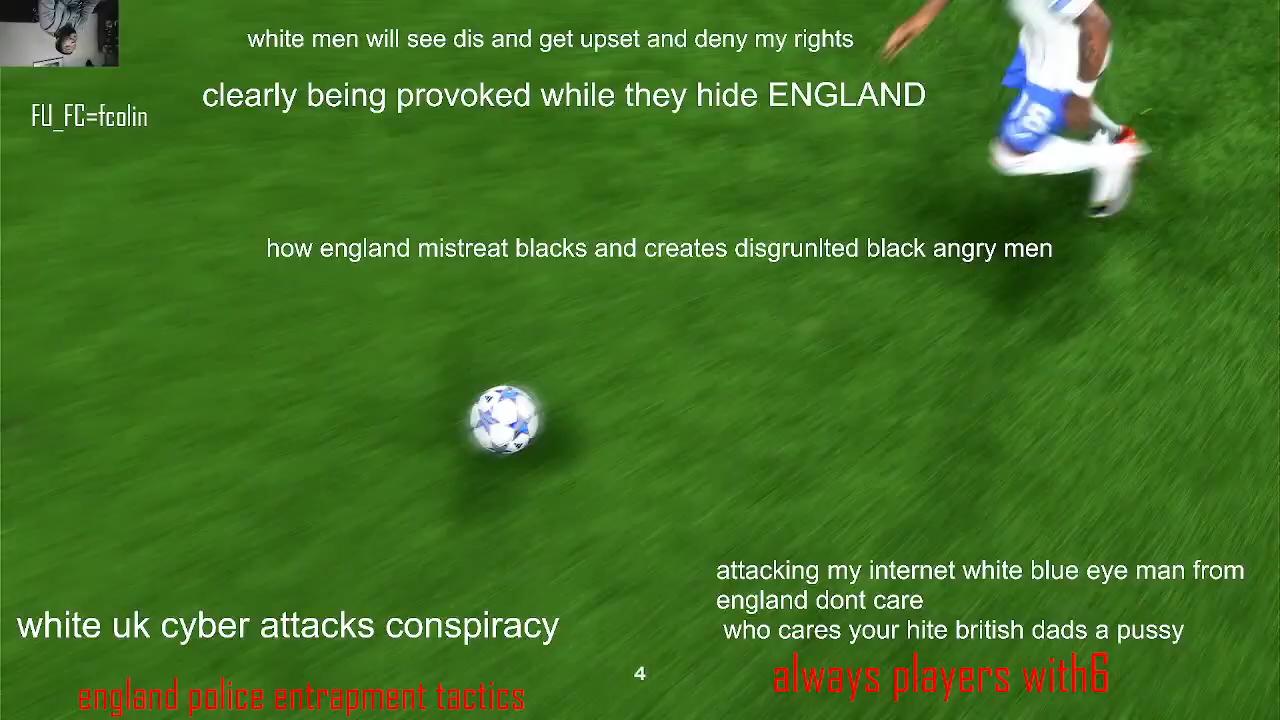 white men will see dis and get upset and deny my rights
clearly being provoked while they hide ENGLAND
FU_FC=fcolin
18
how england mistreat blacks and creates disgrunlted black angry men
attacking my internet white blue eye man from
england dont care
who cares your hite british dads a pussy
white uk cyber attacks conspiracy
4
always players with6
england police entrapment tactics